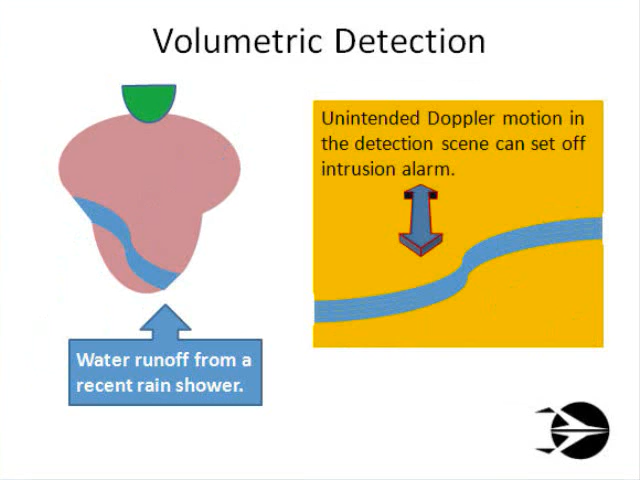 Volumetric Detection
Unintended Doppler motion in
the detection scene can set off
intrusion alarm.
Water runoff from a
recent rain shower.